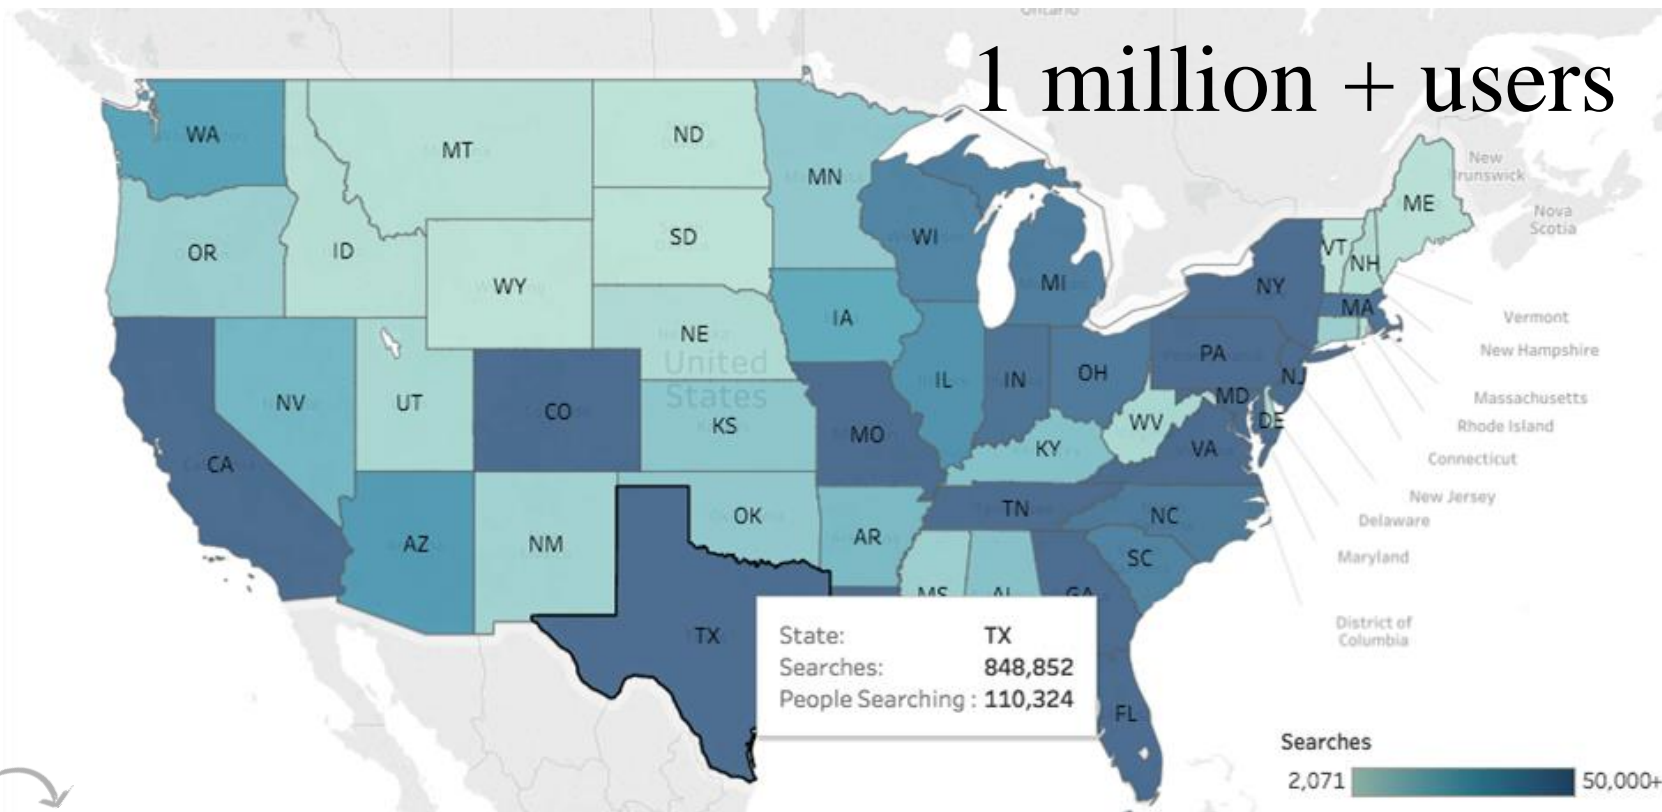 Ontario
1 million + users
WA
MT
ND
MN
ME
New
Brunswick
Nova
Scotia
OR
ID
SD
WI
VT
NH
WY
MI
NY
MA
IA
NE
United
States
Vermont
New Hampshire
Massachusetts
Rhode Island
Connecticut
New Jersey
Delaware
Maryland
District of
Columbia
NV
UT
CO
KS
IL
IN
OH
PA
NJ
MD
DE
CA
MO
KY
WV
VA
AZ
NM
OK
AR
TN
NC
SC
MS
AL
GA
TX
State: TX
Searches: 848,852
People Searching : 110,324
FL
Searches
2,071 50,000+